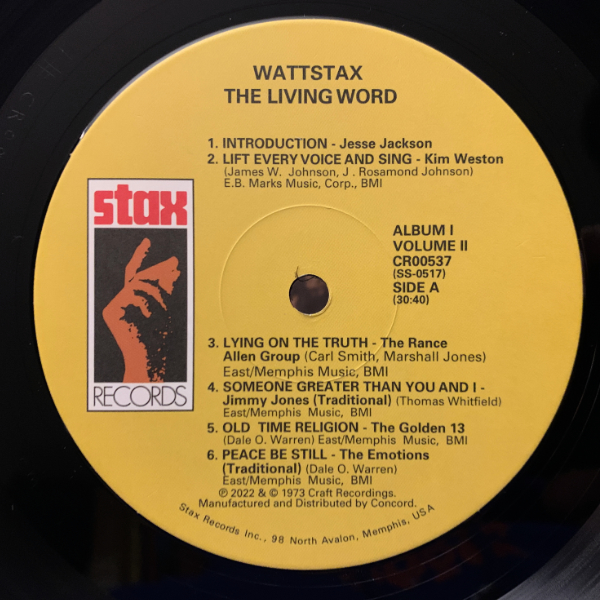 WATTSTAX
THE LIVING WORD
1. INTRODUCTION - Jesse Jackson
2. LIFT EVERY VOICE AND SING - Kim Weston
(James W. Johnson, J . Rosamond Johnson)
E.B. Marks Music, Corp., BMI
stax
RECORDS
ALBUM I
VOLUME II
CR00537
(SS-0517)
SIDE A
(30:40)
3. LYING ON THE TRUTH - The Rance
Allen Group (Carl Smith, Marshall Jones)
East/Memphis Music, BMI
4. SOMEONE GREATER THAN YOU AND I -
Jimmy Jones (Traditional) (Thomas Whitfield)
East/Memphis Music, BMI
5. OLD TIME RELIGION - The Golden 13
(Dale O. Warren) East/Memphis Music, BMI
6. PEACE BE STILL - The Emotions
(Traditional) (Dale O. Warren)
East/Memphis Music, BMI
℗ 2022 & © 1973 Craft Recordings.
Manufactured and Distributed by Concord.
Stax Records Inc., 98 North Avalon, Memphis, USA